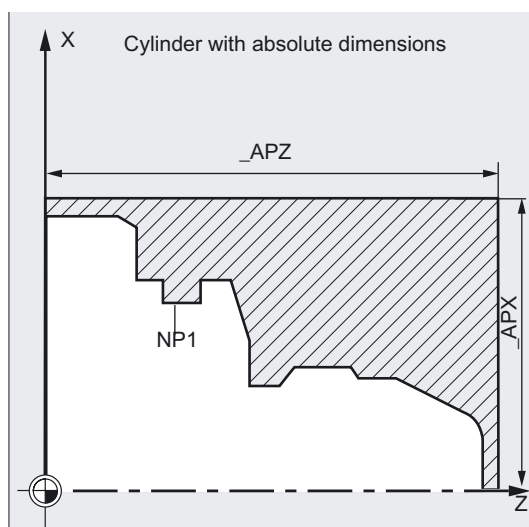 X
Cylinder with absolute dimensions
_APZ
_APX
NP1
Z